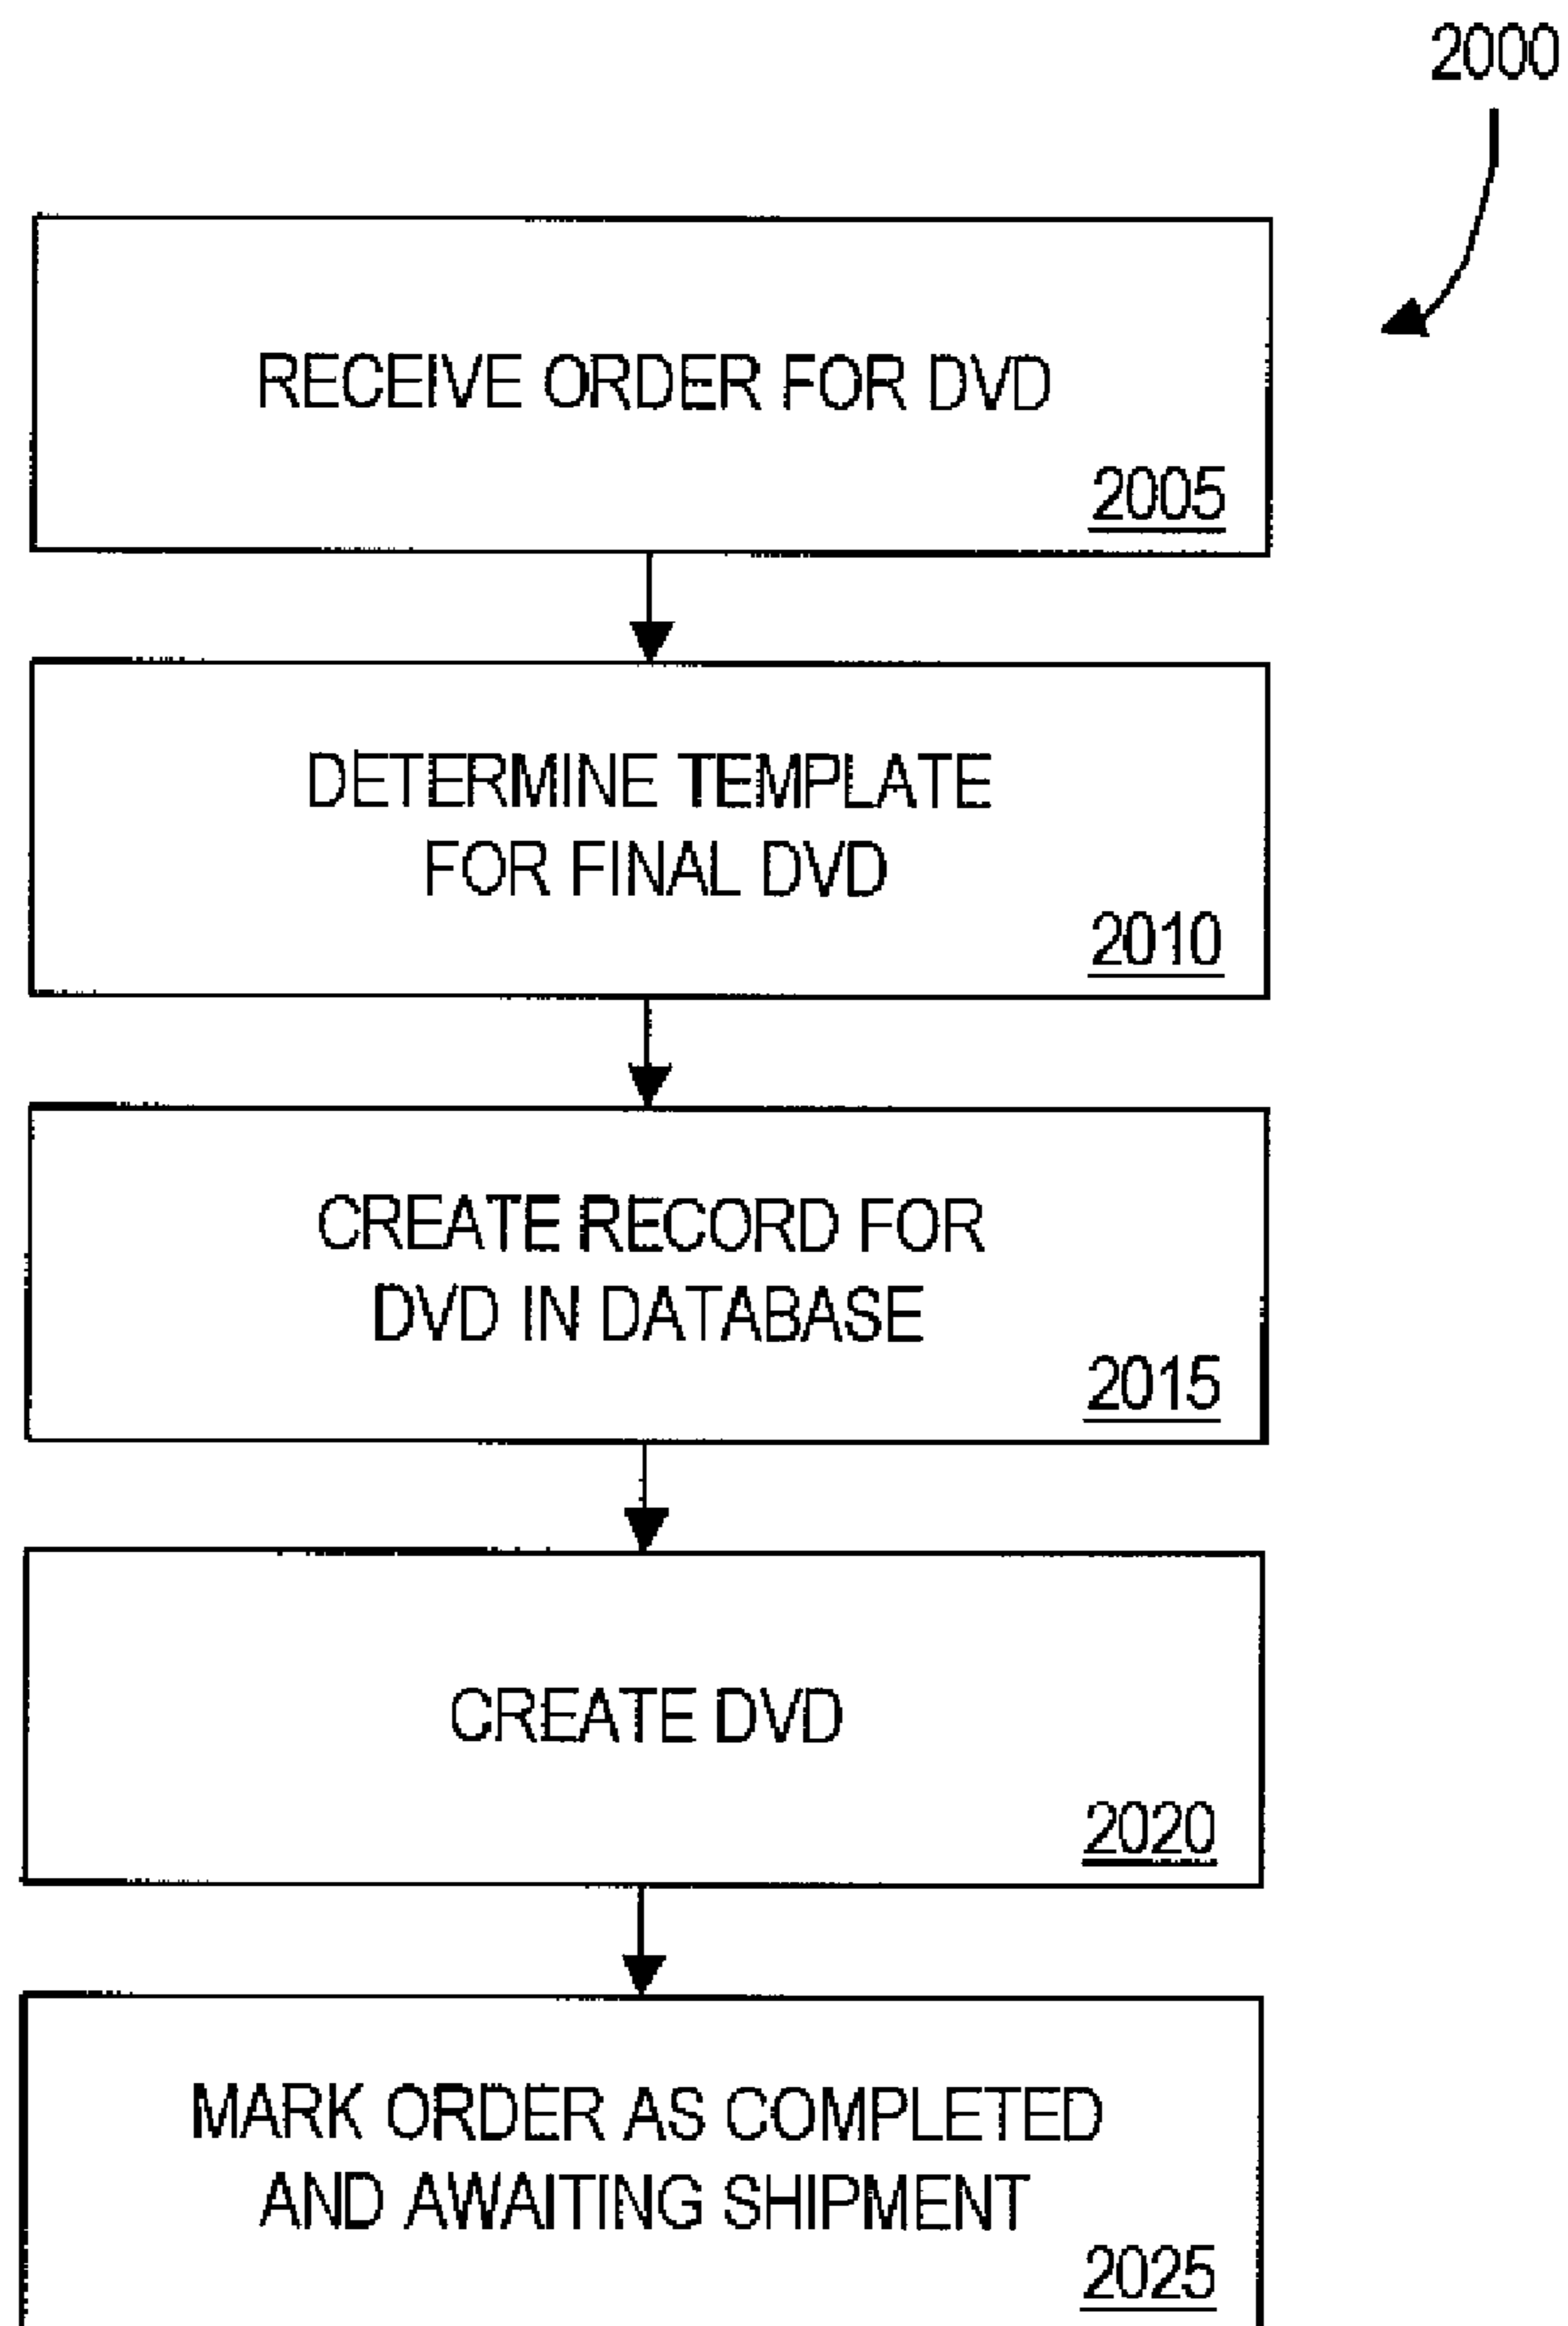 2000
RECEIVE ORDER FOR DVD
2005
DETERMINE TEMPLATE
FOR FINAL DVD
2010
CREATE RECORD FOR
DVD IN DATABASE
2015
CREATE DVD
2020
MARK ORDER AS COMPLETED
AND AWAITING SHIPMENT
2025